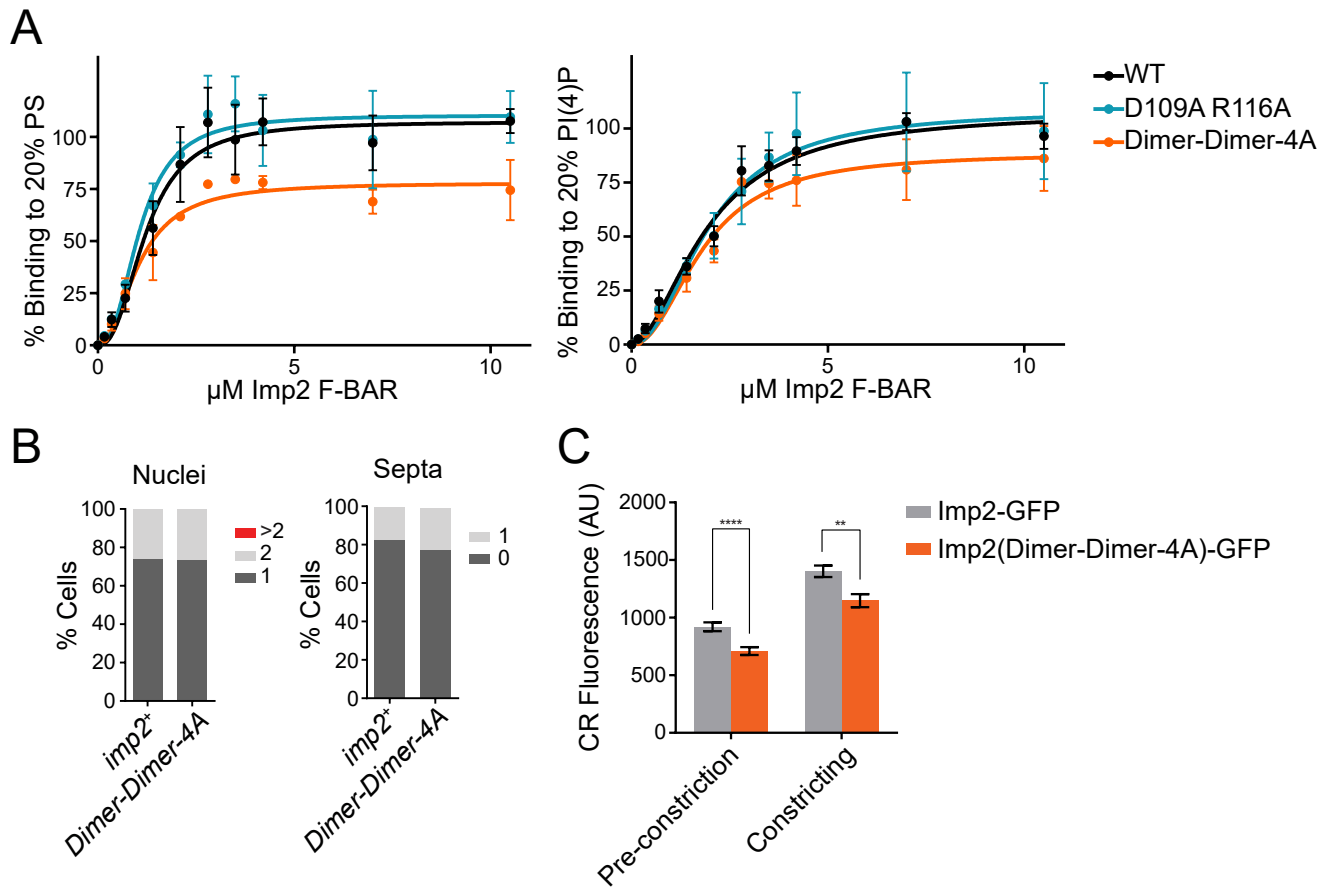 A
% Binding to 20% PS
100
75
50
25
0
0
5
10
µM Imp2 F-BAR
% Binding to 20% PI(4)P
100
75
50
25
0
0
5
10
µM Imp2 F-BAR
WT
D109A R116A
Dimer-Dimer-4A
B
Nuclei
% Cells
100
80
60
40
20
0
imp2+
Dimer-Dimer-4A
>2
2
1
Septa
% Cells
100
80
60
40
20
0
imp2+
Dimer-Dimer-4A
1
0
C
CR Fluorescence (AU)
2000
1500
1000
500
0
****
**
Pre-constriction
Constricting
Imp2-GFP
Imp2(Dimer-Dimer-4A)-GFP